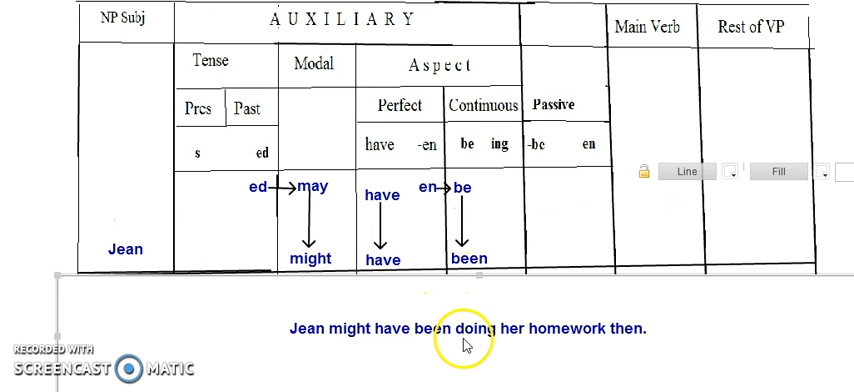 NP Subj AUXILIARY Main Verb Rest of VP
Tense Modal Aspect
Pres Past Perfect Continuous Passive
s ed have -en be ing -be en
Line Fill
ed may have en be
Jean might have been
Jean might have been doing her homework then.
RECORDED WITH
SCREENCAST MATIC